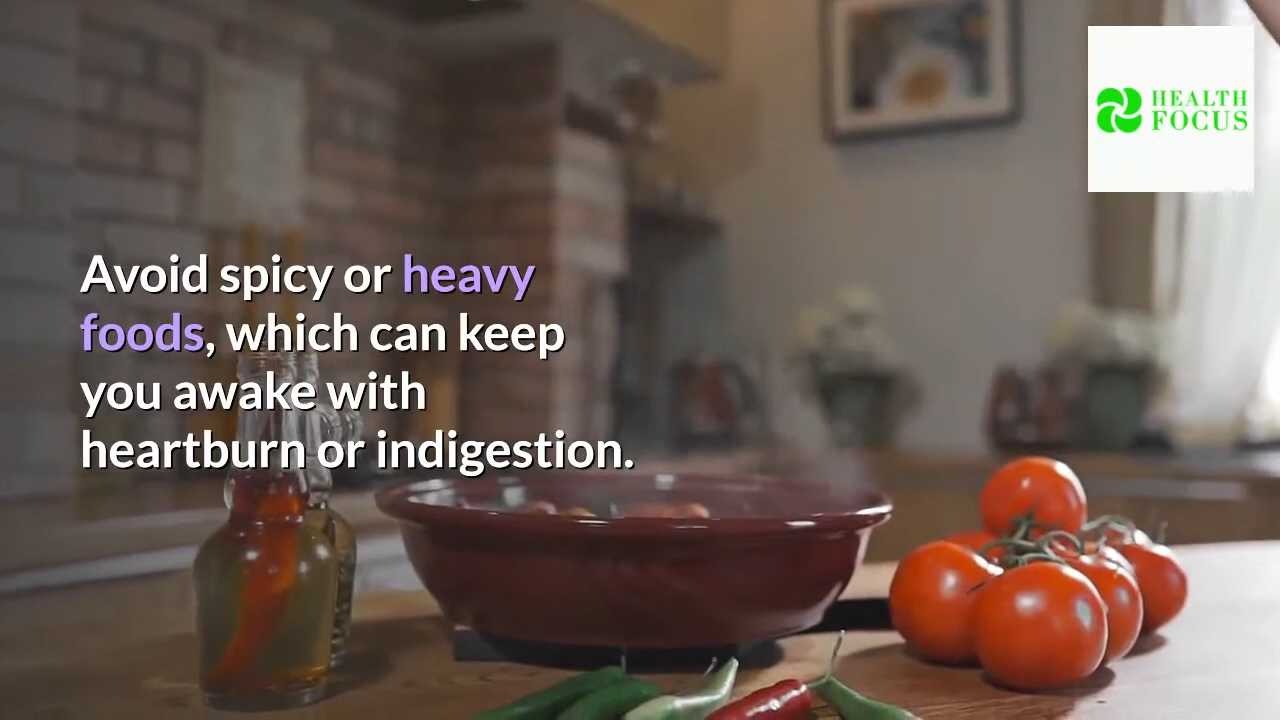 HEALTH
FOCUS
Avoid spicy or heavy
foods, which can keep
you awake with
heartburn or indigestion.